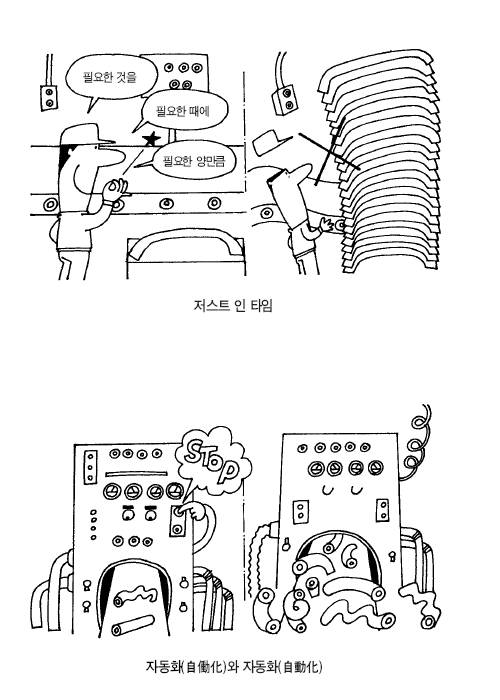 필요한 것을
필요한 때에
필요한 양만큼
저스트 인 타임
STOP
자동화(自働化)와 자동화(自動化)